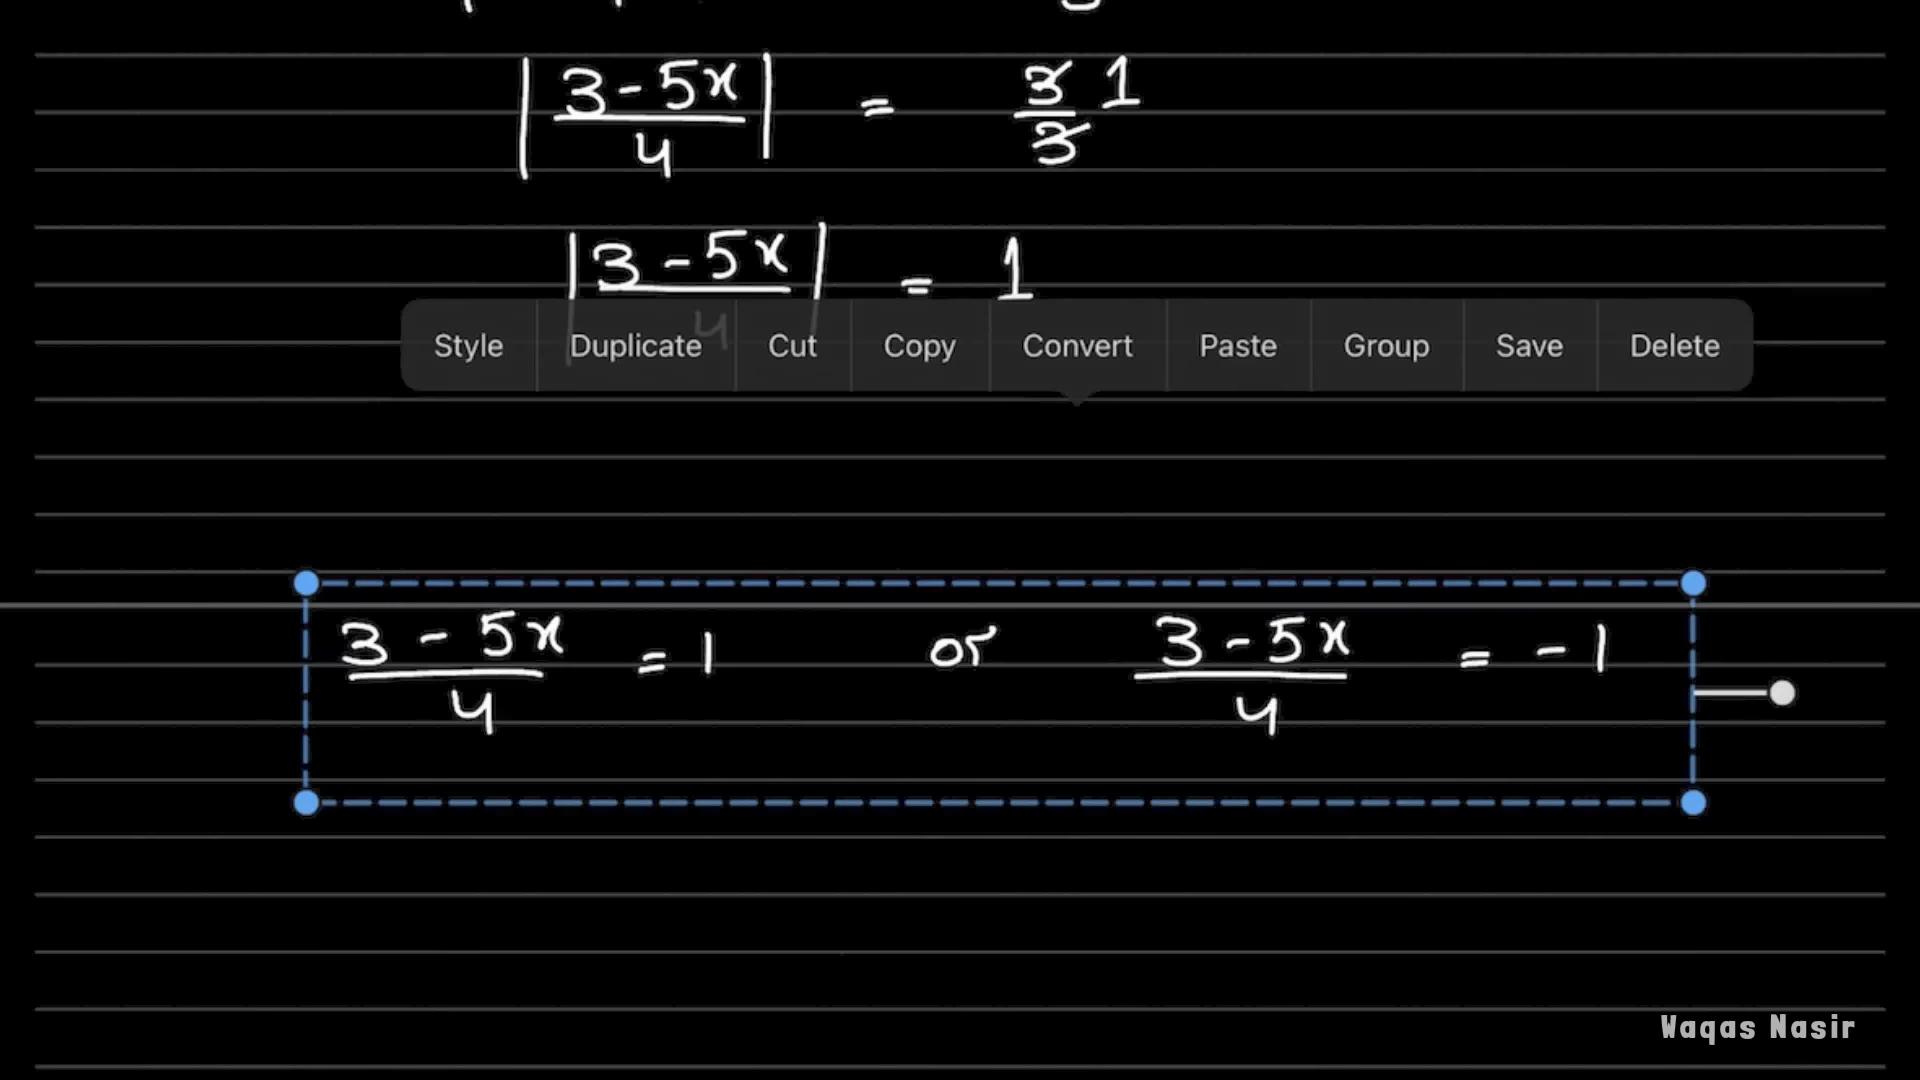 |3 - 5x / 4| = 3/3 1
|3 - 5x / 4| = 1
Style Duplicate Cut Copy Convert Paste Group Save Delete
3 - 5x / 4 = 1 or 3 - 5x / 4 = - 1
Waqas Nasir